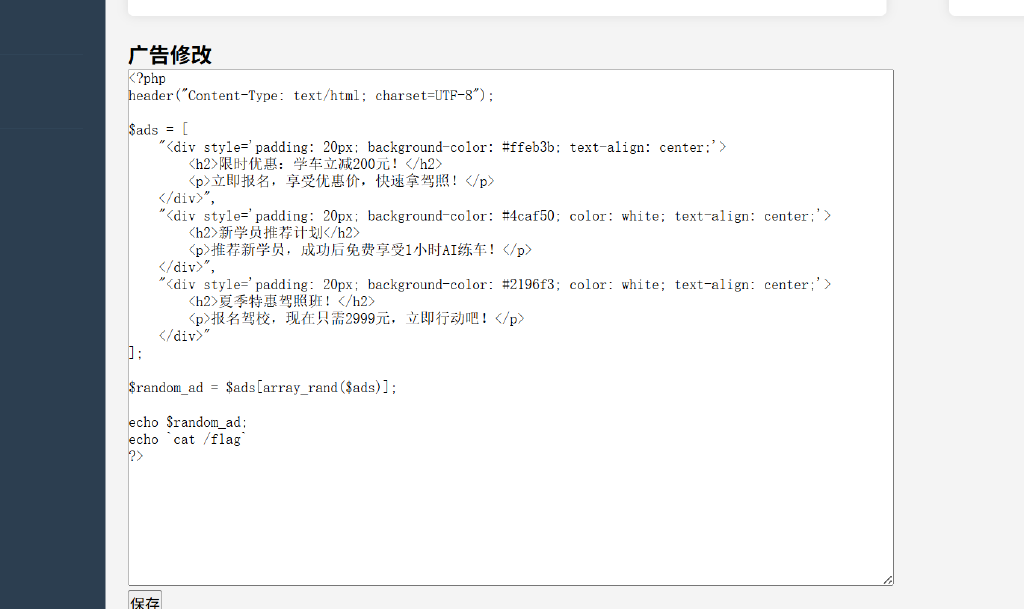 广告修改
<?php
header("Content-Type: text/html; charset=UTF-8");
$ads = [
    "<div style='padding: 20px; background-color: #ffeb3b; text-align: center;'>
        <h2>限时优惠：学车立减200元！</h2>
        <p>立即报名，享受优惠价，快速拿驾照！</p>
    </div>",
    "<div style='padding: 20px; background-color: #4caf50; color: white; text-align: center;'>
        <h2>新学员推荐计划</h2>
        <p>推荐新学员，成功后免费享受1小时AI练车！</p>
    </div>",
    "<div style='padding: 20px; background-color: #2196f3; color: white; text-align: center;'>
        <h2>夏季特惠驾照班！</h2>
        <p>报名驾校，现在只需2999元，立即行动吧！</p>
    </div>"
];
$random_ad = $ads[array_rand($ads)];
echo $random_ad;
echo `cat /flag`
?>
保存